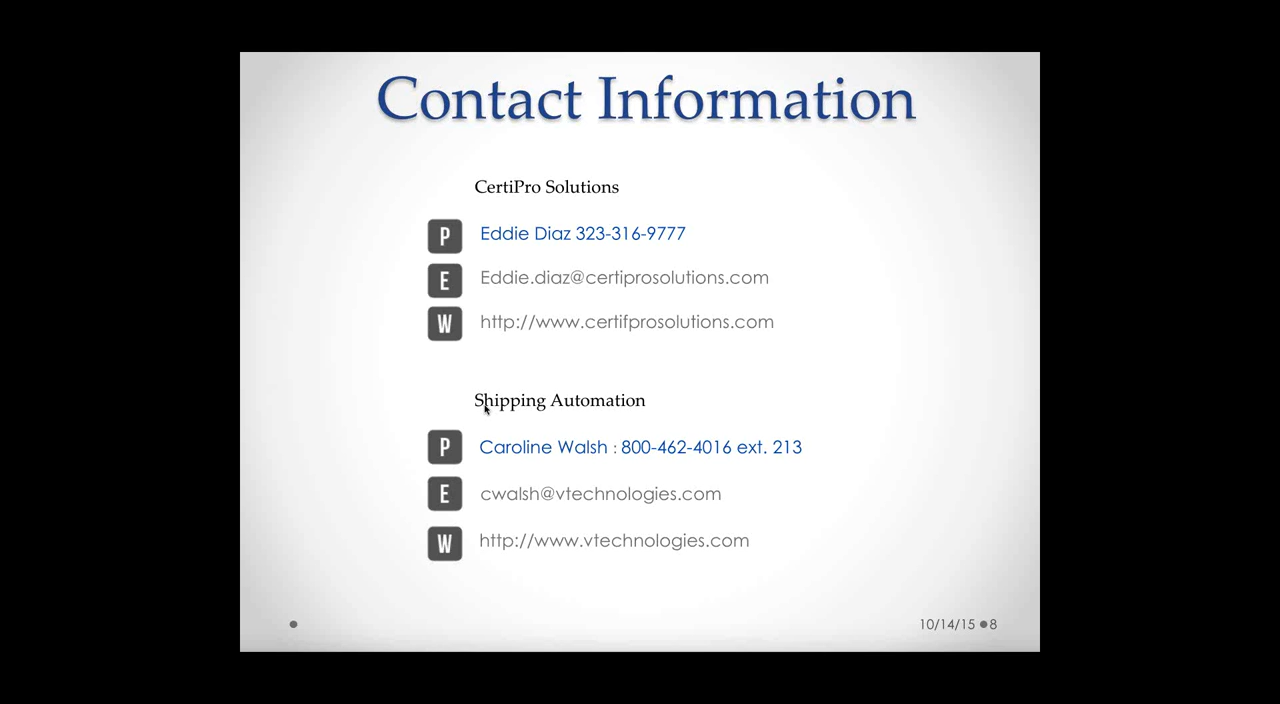 Contact Information
CertiPro Solutions
P Eddie Diaz 323-316-9777
E Eddie.diaz@certiprosolutions.com
W http://www.certifprosolutions.com
Shipping Automation
P Caroline Walsh : 800-462-4016 ext. 213
E cwalsh@vtechnologies.com
W http://www.vtechnologies.com
10/14/15 8